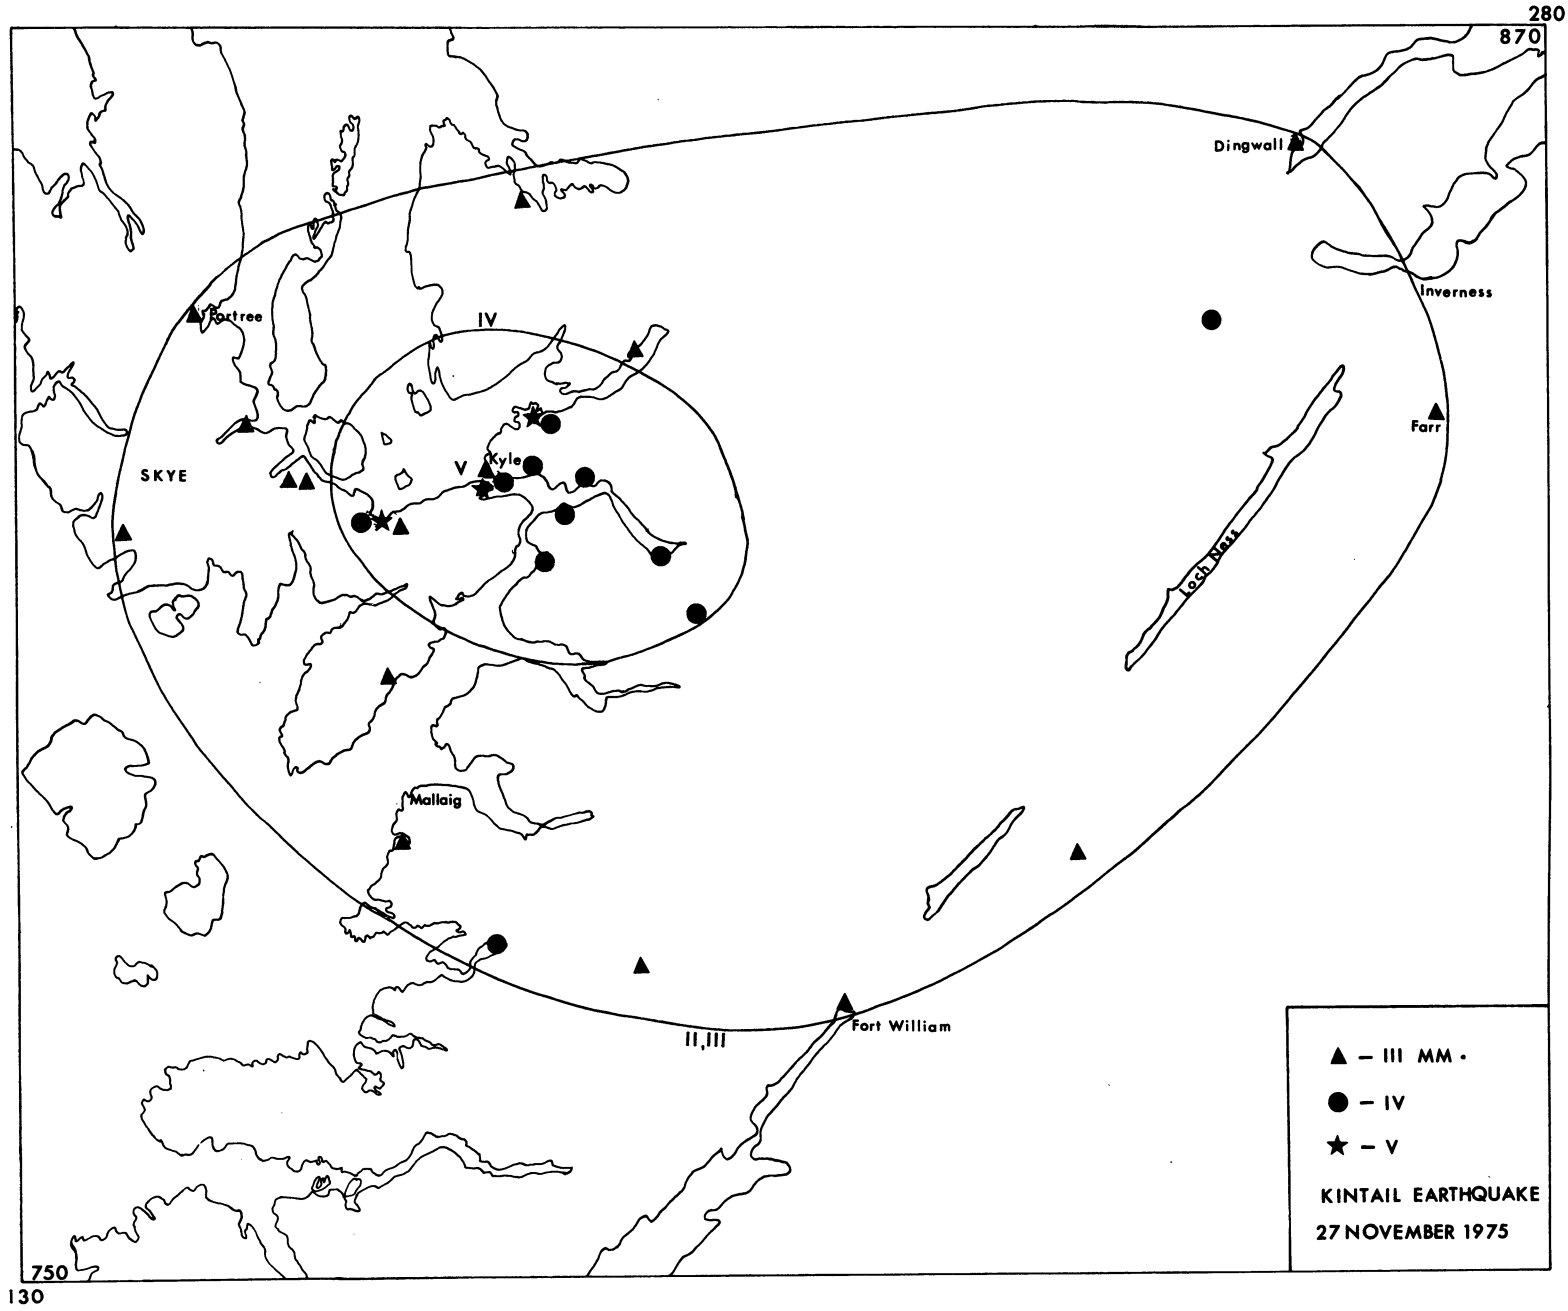 280
870
Dingwall
Inverness
Portree
IV
Farr
SKYE
V
Kyle
Loch Ness
Mallaig
Fort William
II,III
– III MM.
– IV
– V
KINTAIL EARTHQUAKE
27 NOVEMBER 1975
750
130